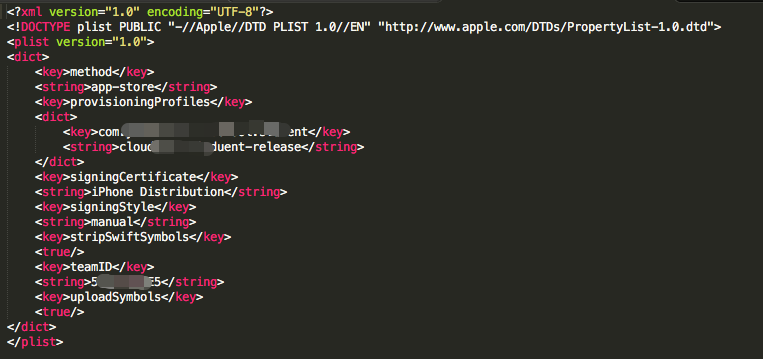 <?xml version="1.0" encoding="UTF-8"?>
<!DOCTYPE plist PUBLIC "-//Apple//DTD PLIST 1.0//EN" "http://www.apple.com/DTDs/PropertyList-1.0.dtd">
<plist version="1.0">
<dict>
<key>method</key>
<string>app-store</string>
<key>provisioningProfiles</key>
<dict>
<key>com. ent</key>
<string>cloud duent-release</string>
</dict>
<key>signingCertificate</key>
<string>iPhone Distribution</string>
<key>signingStyle</key>
<string>manual</string>
<key>stripSwiftSymbols</key>
<true/>
<key>teamID</key>
<string>5 E5</string>
<key>uploadSymbols</key>
<true/>
</dict>
</plist>